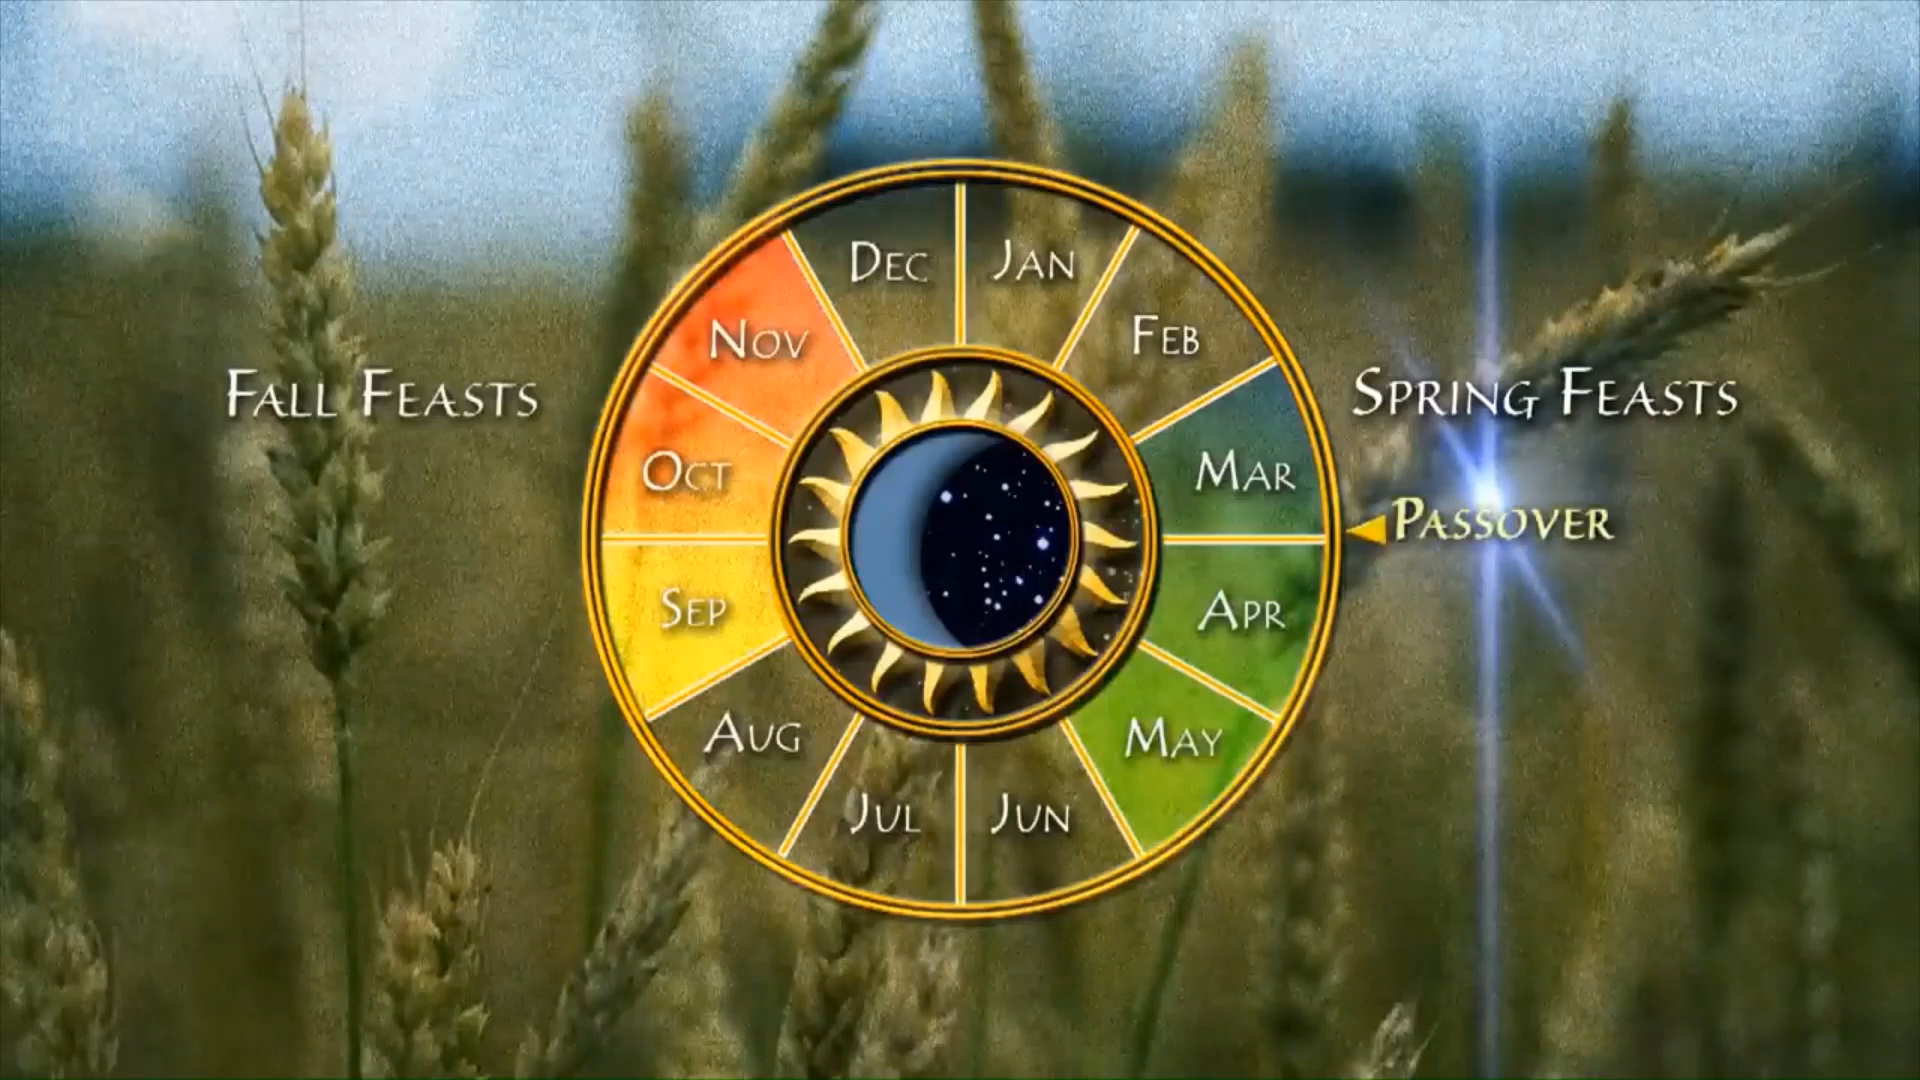 Dec
Jan
Nov
Feb
Fall Feasts
Spring Feasts
Oct
Mar
Passover
Sep
Apr
Aug
May
Jul
Jun